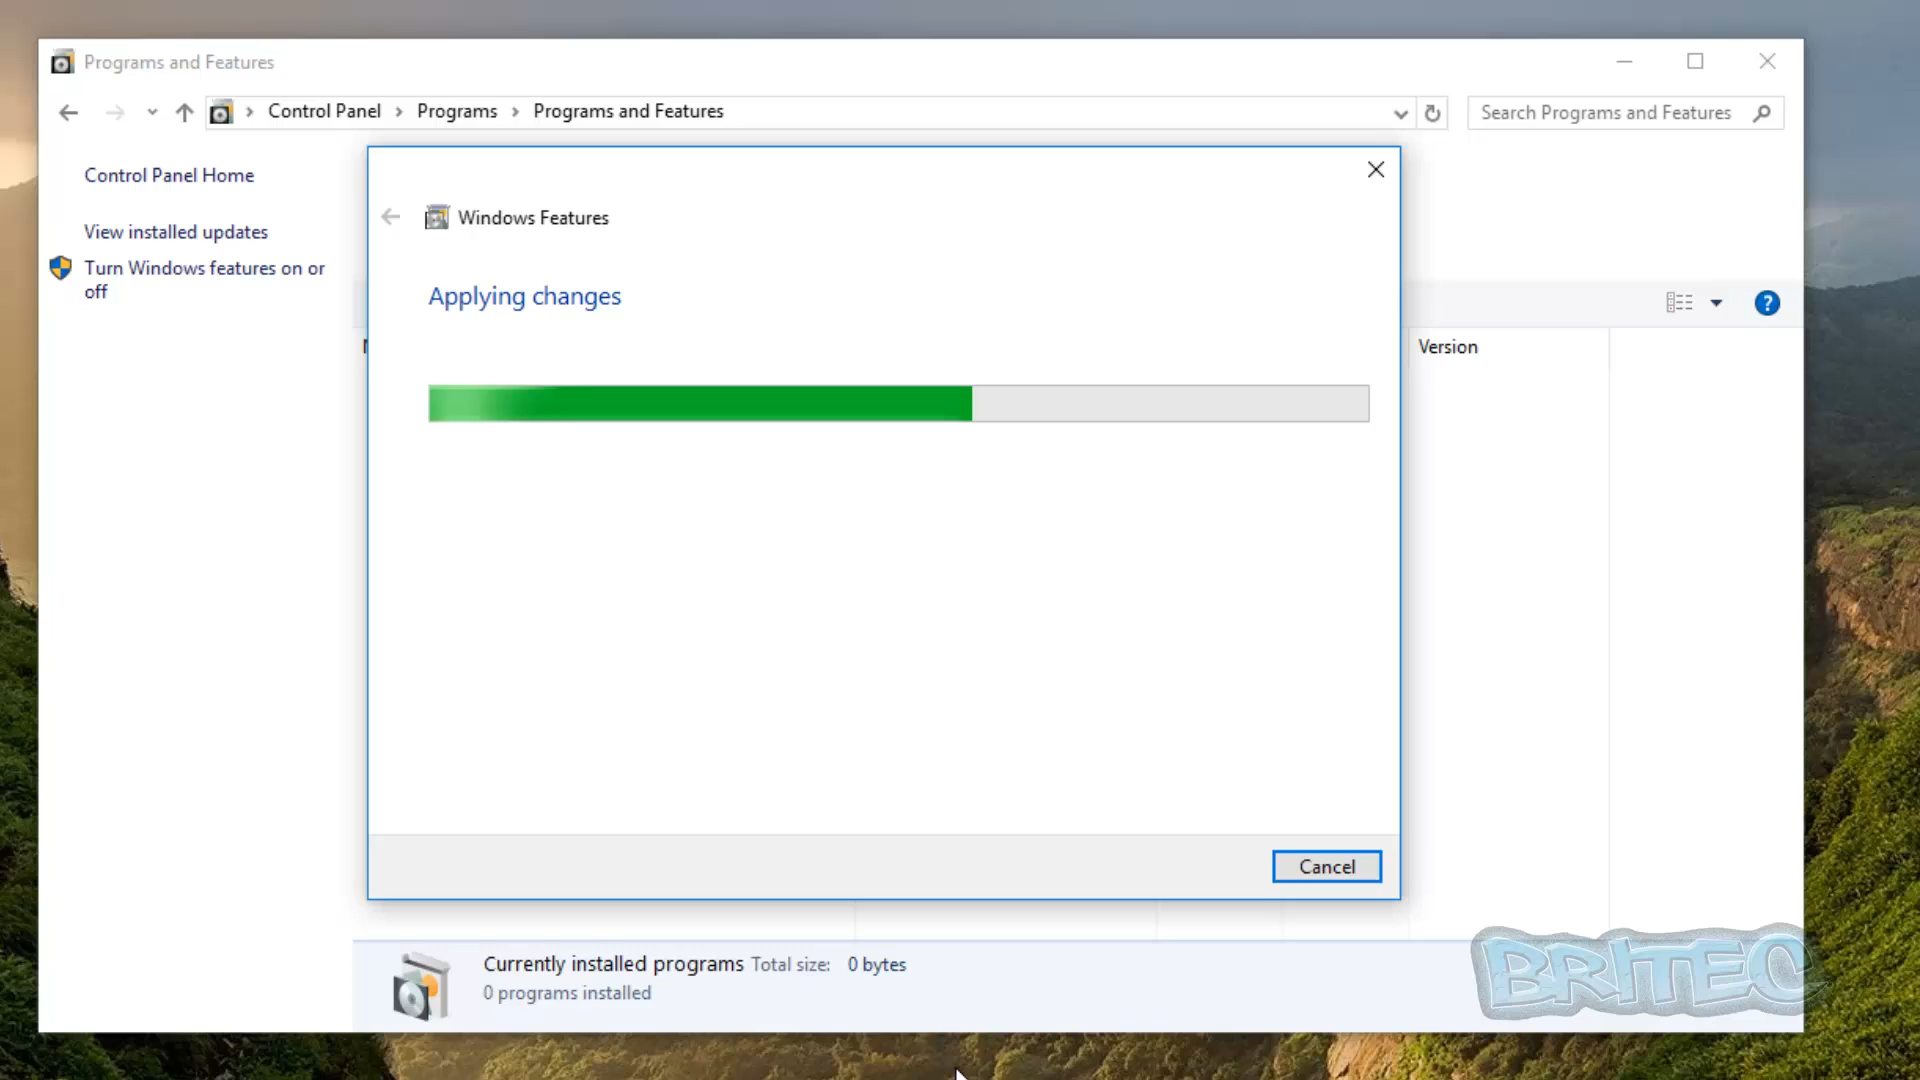 Programs and Features
Control Panel
Programs
Programs and Features
Search Programs and Features
Control Panel Home
View installed updates
Turn Windows features on or
off
Windows Features
Applying changes
Version
Cancel
Currently installed programs Total size: 0 bytes
0 programs installed
BRITEC